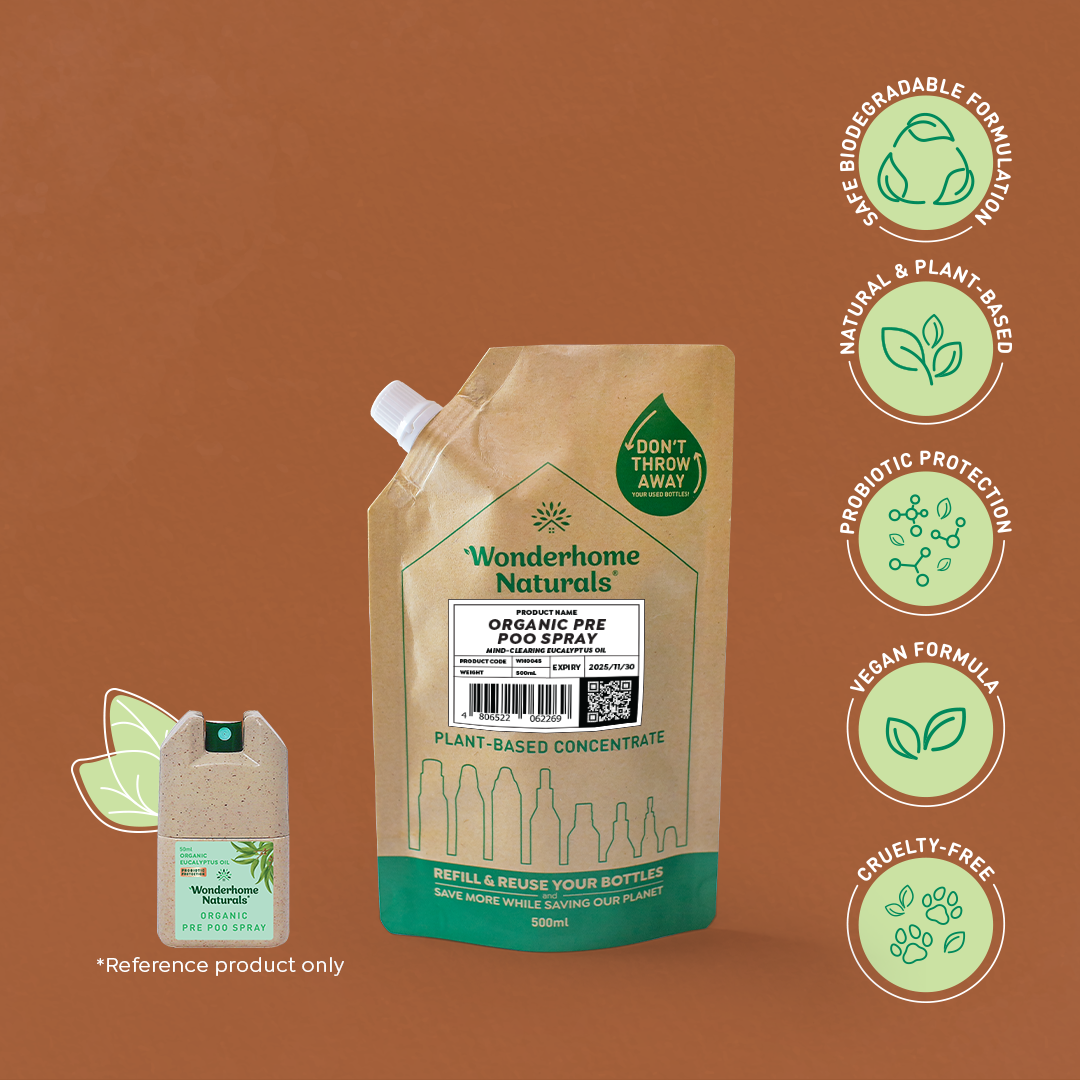 SAFE BIODEGRADABLE FORMULATION
NATURAL & PLANT-BASED
PROBIOTIC PROTECTION
VEGAN FORMULA
CRUELTY-FREE
DON'T
THROW
AWAY
YOUR USED BOTTLES!
Wonderhome
Naturals®
PRODUCT NAME
ORGANIC PRE
POO SPRAY
MIND-CLEARING EUCALYPTUS OIL
PRODUCT CODE WH0045 EXPIRY 2025/11/30
WEIGHT 500mL
4 806522 062269
PLANT-BASED CONCENTRATE
REFILL & REUSE YOUR BOTTLES
and
SAVE MORE WHILE SAVING OUR PLANET
500ml
50ml
ORGANIC
EUCALYPTUS OIL
PROBIOTIC
PROTECTION
Wonderhome
Naturals®
ORGANIC
PRE POO SPRAY
*Reference product only